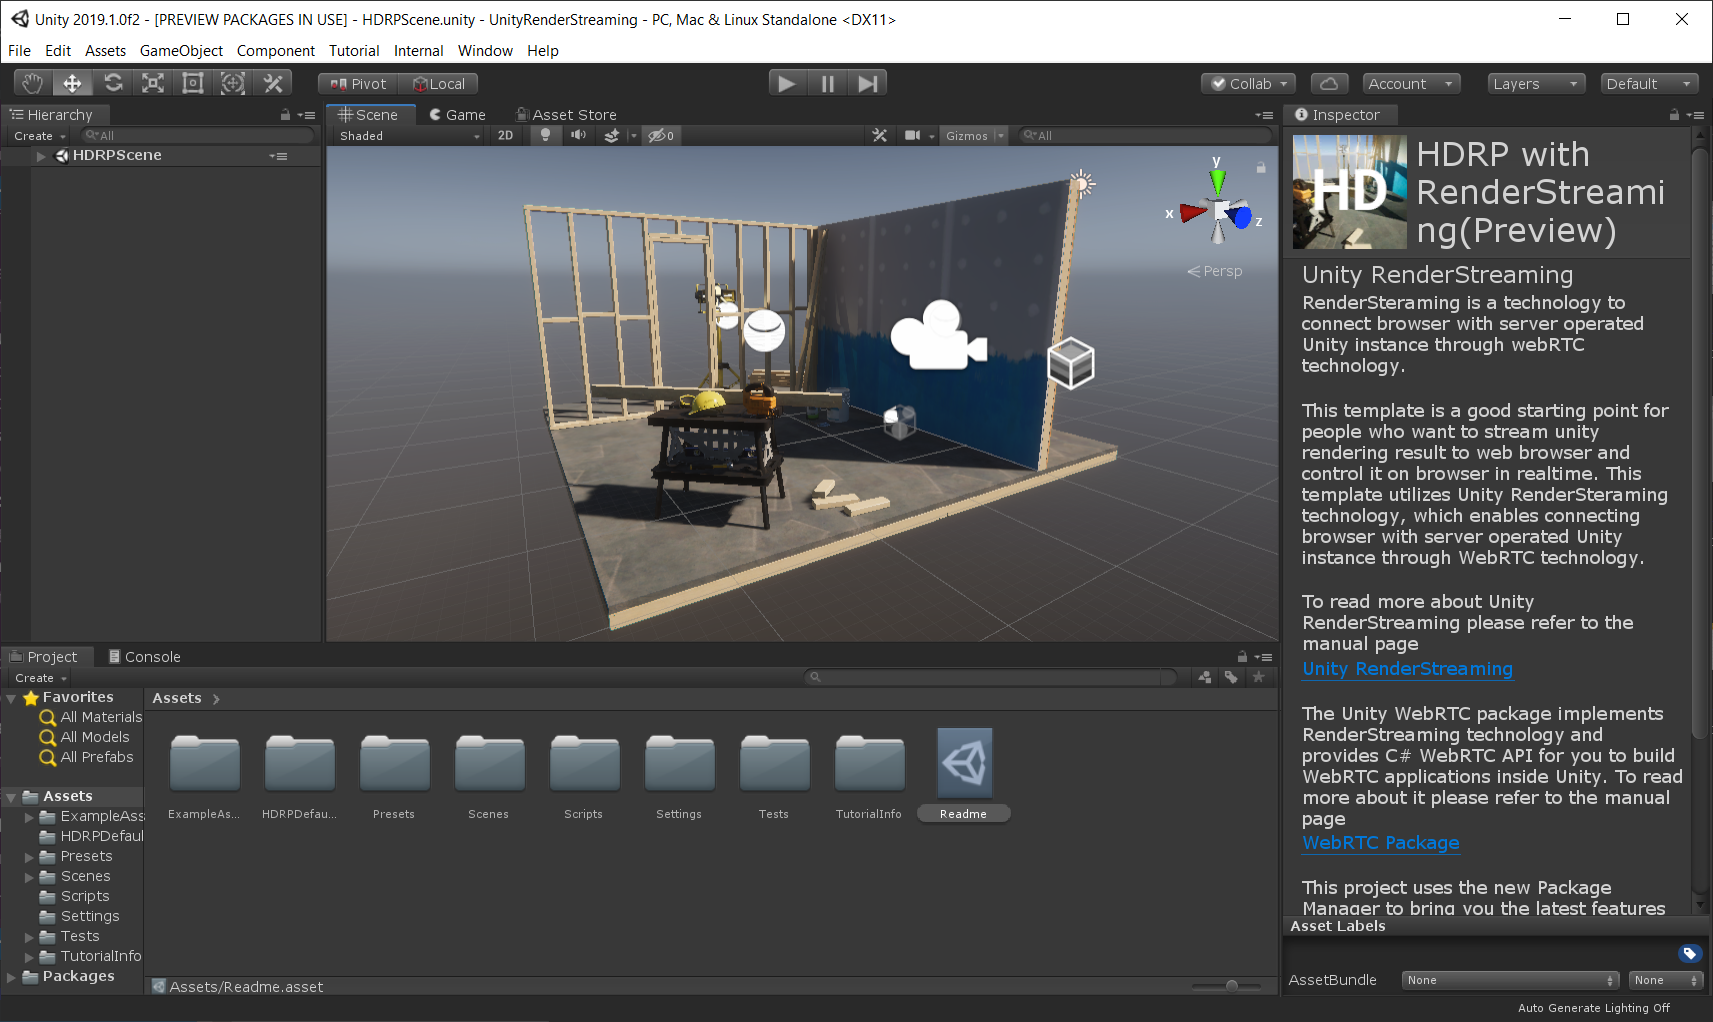 Unity 2019.1.0f2 - [PREVIEW PACKAGES IN USE] - HDRPScene.unity - UnityRenderStreaming - PC, Mac & Linux Standalone <DX11>
File Edit Assets GameObject Component Tutorial Internal Window Help
Pivot Local Collab Account Layers Default
Hierarchy
Create All
HDRPScene
Scene Game Asset Store
Shaded 2D 0 Gizmos All
y
x
z
Persp
Inspector
HD
HDRP with
RenderStreami
ng(Preview)
Unity RenderStreaming
RenderSteraming is a technology to
connect browser with server operated
Unity instance through webRTC
technology.
This template is a good starting point for
people who want to stream unity
rendering result to web browser and
control it on browser in realtime. This
template utilizes Unity RenderSteraming
technology, which enables connecting
browser with server operated Unity
instance through WebRTC technology.
To read more about Unity
RenderStreaming please refer to the
manual page
Unity RenderStreaming
The Unity WebRTC package implements
RenderStreaming technology and
provides C# WebRTC API for you to build
WebRTC applications inside Unity. To read
more about it please refer to the manual
page
WebRTC Package
This project uses the new Package
Manager to bring you the latest features
Asset Labels
AssetBundle None None
Project Console
Create
Favorites
All Materials
All Models
All Prefabs
Assets
ExampleAss
HDRPDefaul
Presets
Scenes
Scripts
Settings
Tests
TutorialInfo
Packages
Assets
ExampleAs... HDRPDefau... Presets Scenes Scripts Settings Tests TutorialInfo Readme
Assets/Readme.asset
Auto Generate Lighting Off